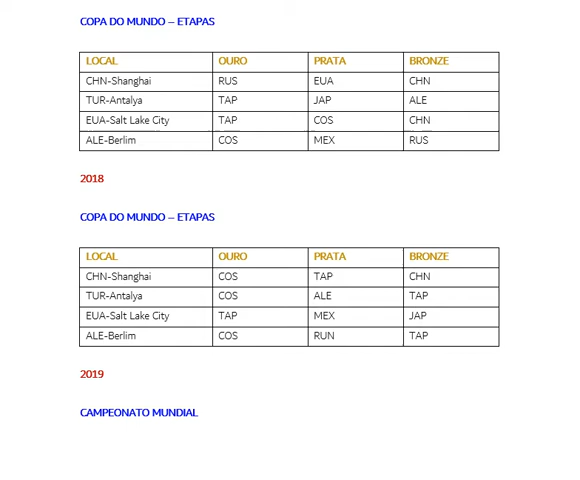 COPA DO MUNDO – ETAPAS
LOCAL OURO PRATA BRONZE
CHN-Shanghai RUS EUA CHN
TUR-Antalya TAP JAP ALE
EUA-Salt Lake City TAP COS CHN
ALE-Berlim COS MEX RUS
2018
COPA DO MUNDO – ETAPAS
LOCAL OURO PRATA BRONZE
CHN-Shanghai COS TAP CHN
TUR-Antalya COS ALE TAP
EUA-Salt Lake City TAP MEX JAP
ALE-Berlim COS RUN TAP
2019
CAMPEONATO MUNDIAL